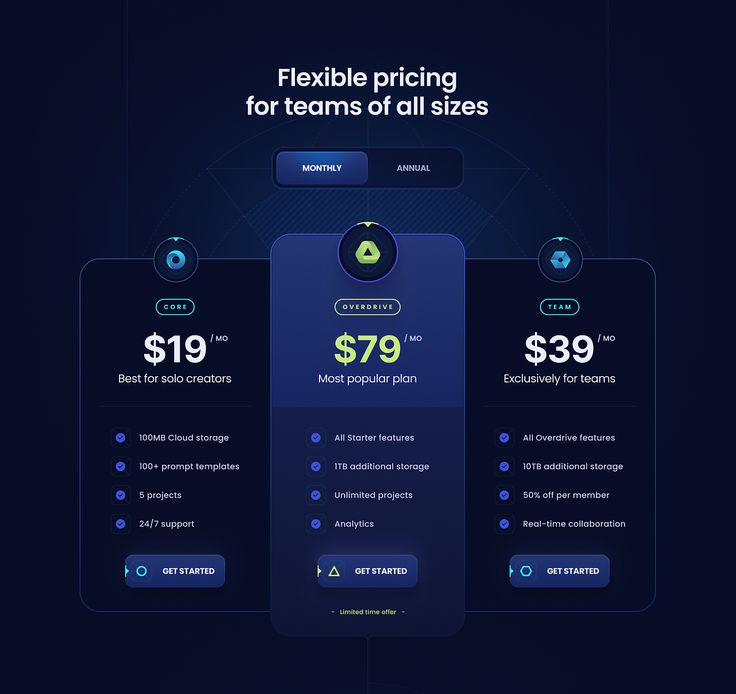 Flexible pricing
for teams of all sizes
MONTHLY
ANNUAL
CORE
$19 / MO
Best for solo creators
100MB Cloud storage
100+ prompt templates
5 projects
24/7 support
GET STARTED
OVERDRIVE
$79 / MO
Most popular plan
All Starter features
1TB additional storage
Unlimited projects
Analytics
GET STARTED
- Limited time offer -
TEAM
$39 / MO
Exclusively for teams
All Overdrive features
10TB additional storage
50% off per member
Real-time collaboration
GET STARTED